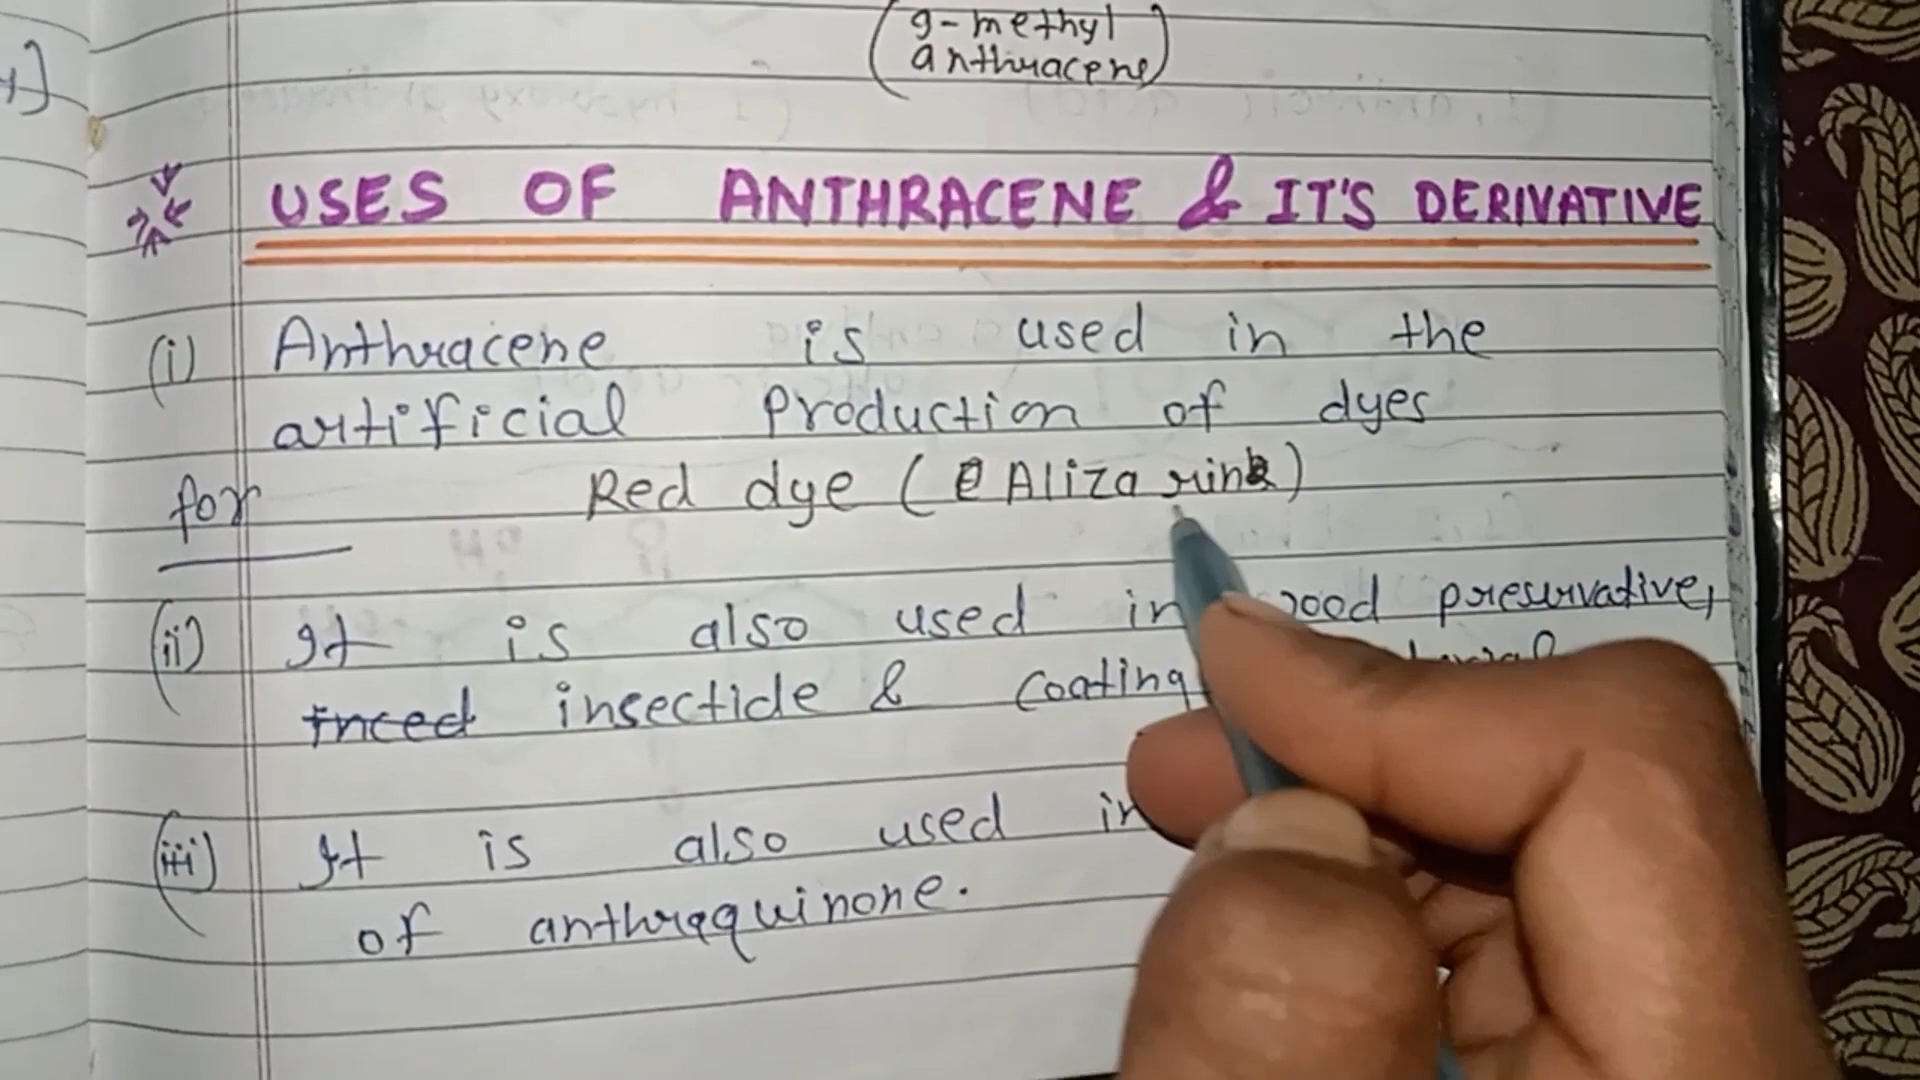 (9-methyl
anthracene)
USES OF ANTHRACENE & IT'S DERIVATIVE
(i) Anthracene is used in the
artificial production of dyes
for Red dye (Alizarin)
(ii) It is also used in preservative,
insecticide & coating
(iii) It is also used in
of anthraquinone.